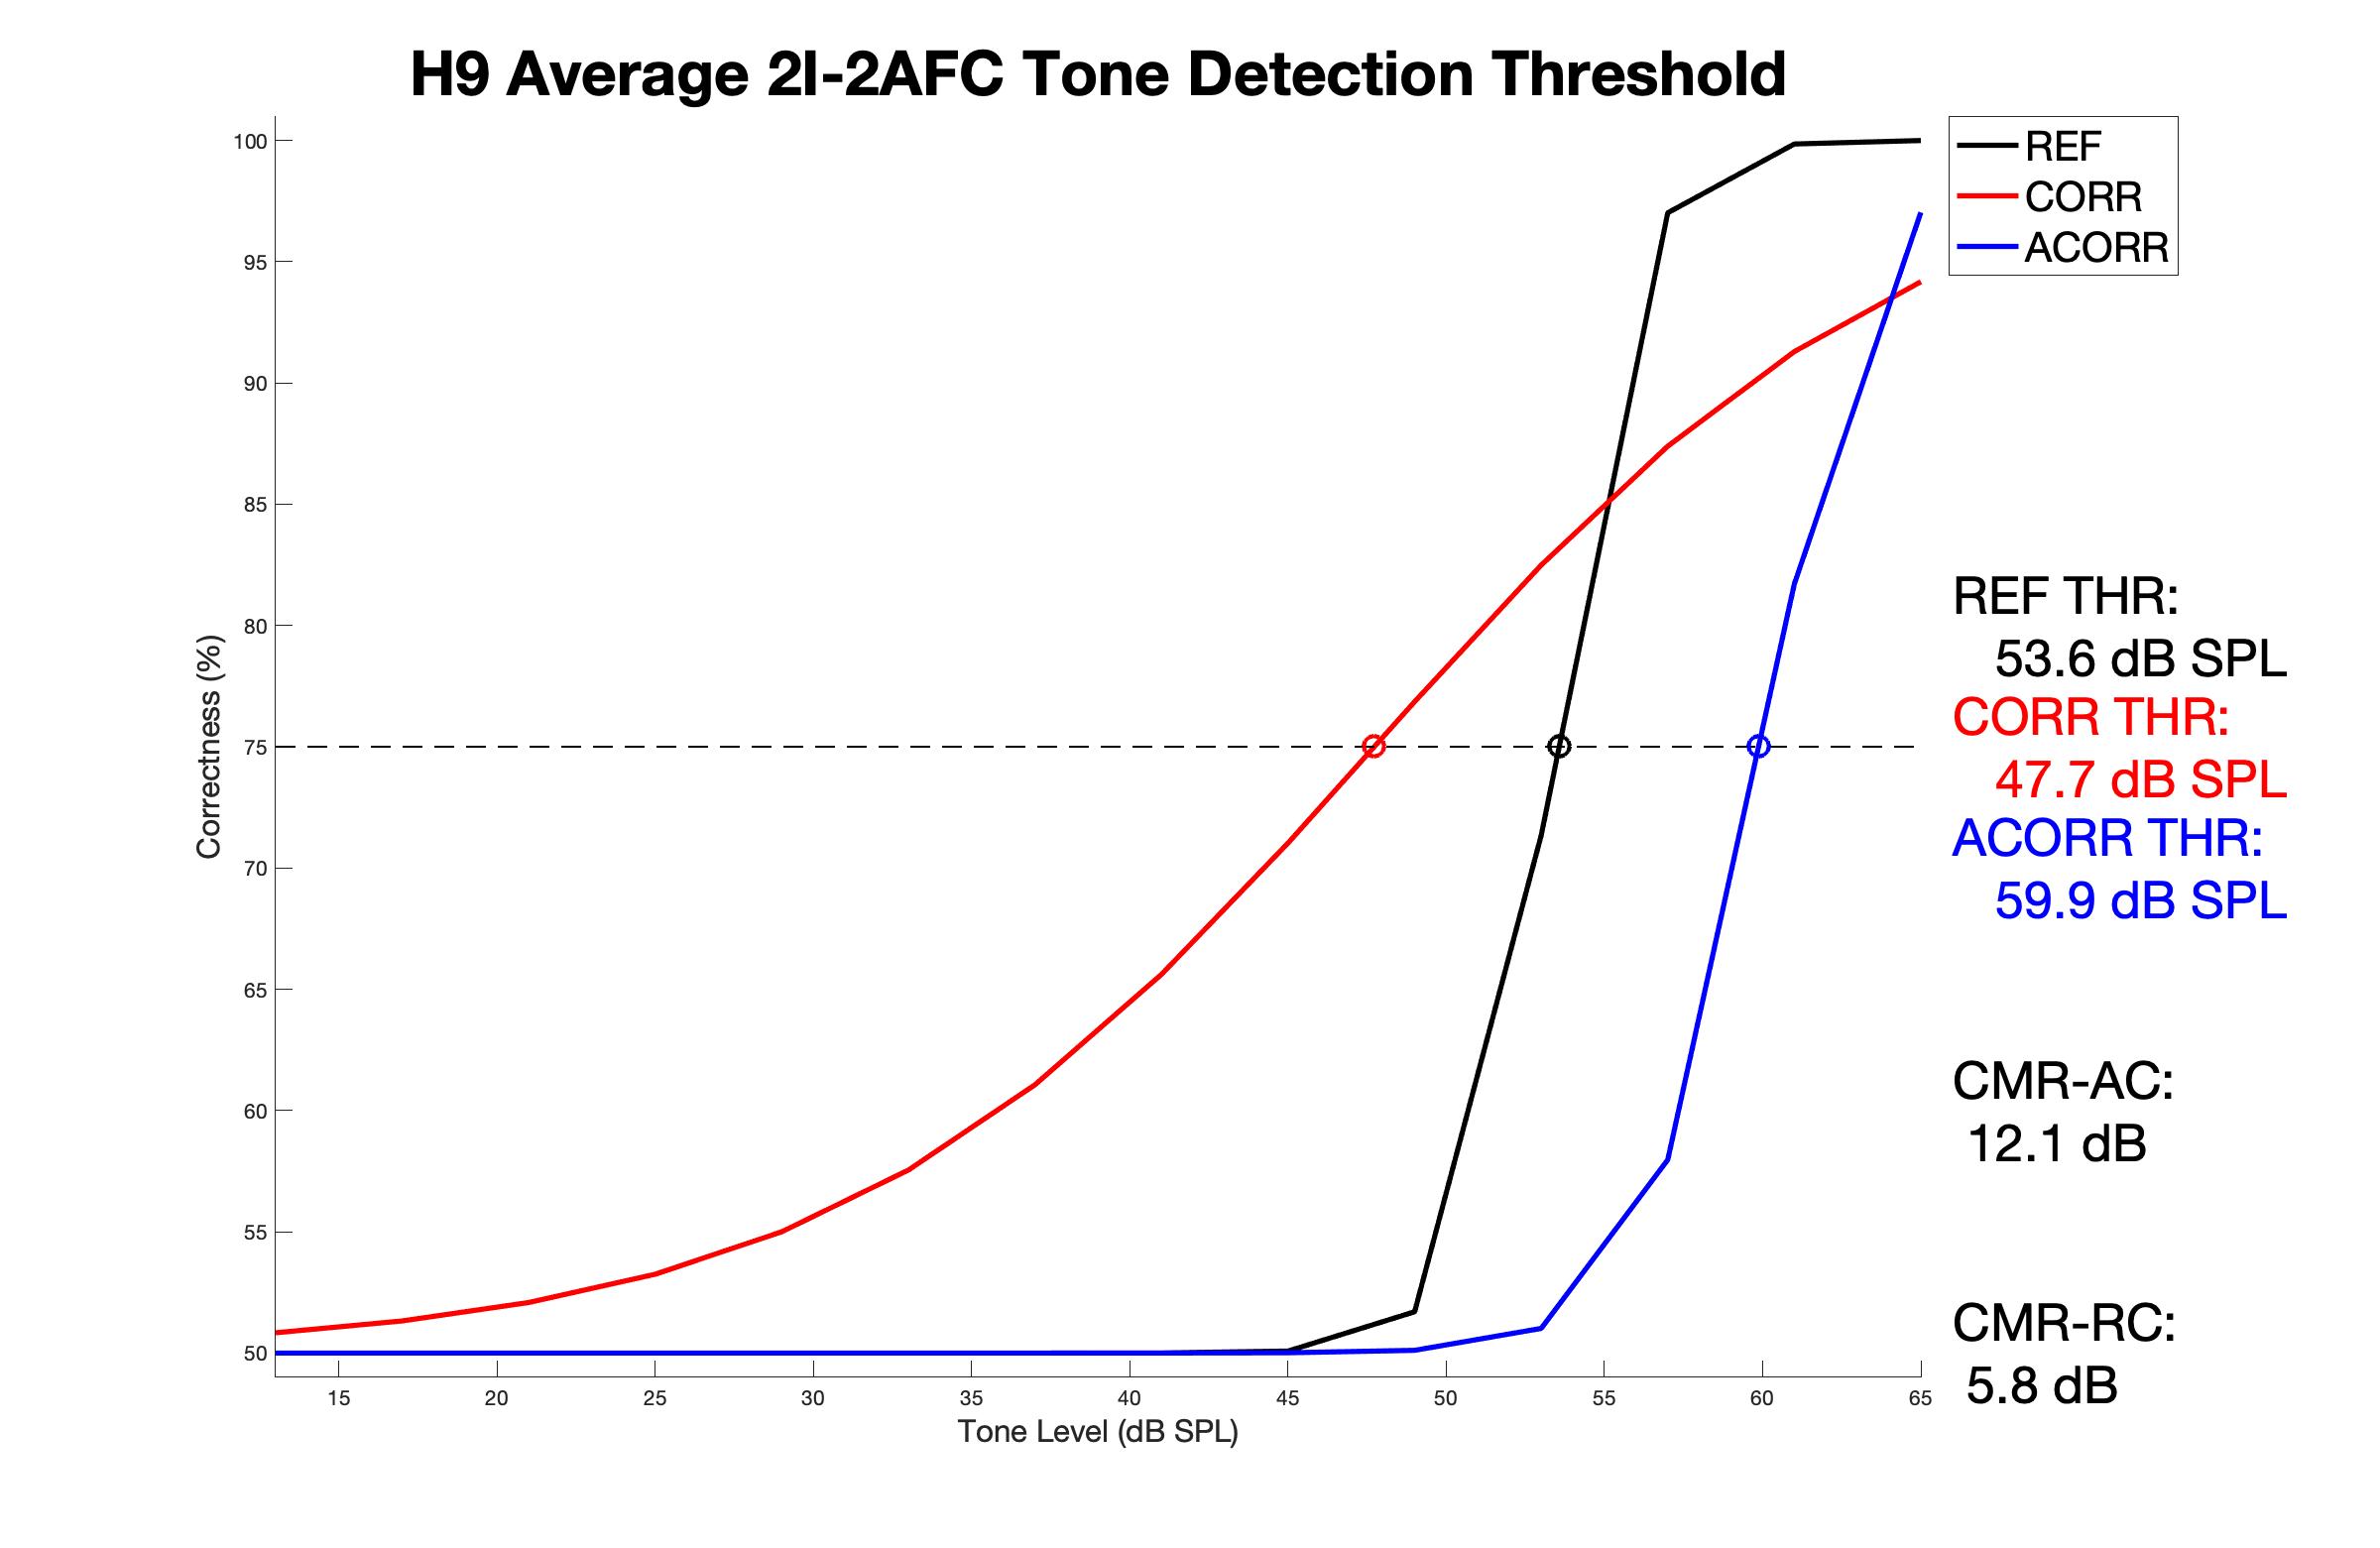 H9 Average 2I-2AFC Tone Detection Threshold
100
95
90
85
80
75
70
65
60
55
50
Correctness (%)
15 20 25 30 35 40 45 50 55 60 65
Tone Level (dB SPL)
REF
CORR
ACORR
REF THR:
53.6 dB SPL
CORR THR:
47.7 dB SPL
ACORR THR:
59.9 dB SPL
CMR-AC:
12.1 dB
CMR-RC:
5.8 dB